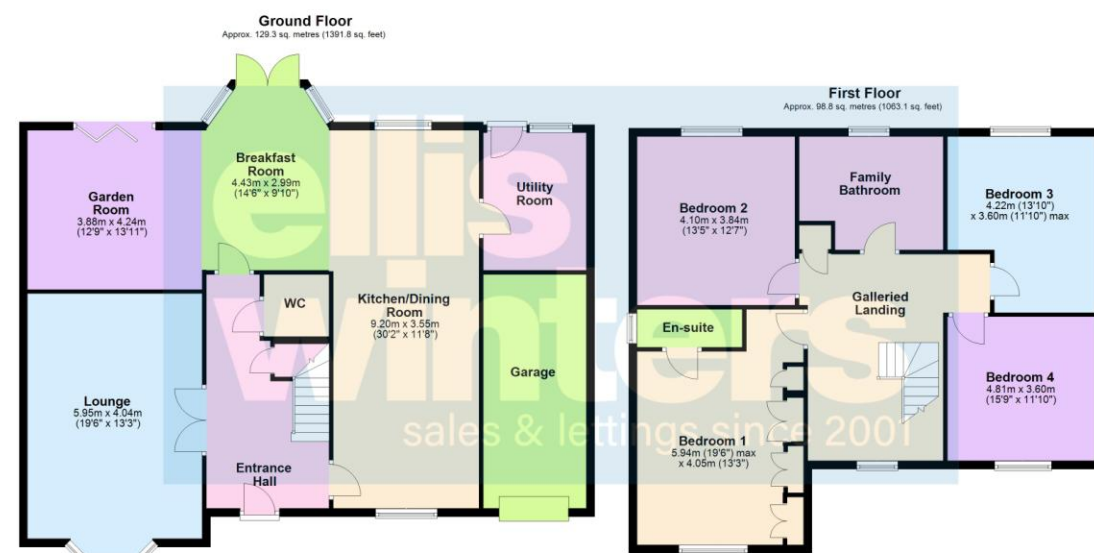 Ground Floor
Approx. 129.3 sq. metres (1391.8 sq. feet)
Breakfast
Room
4.43m x 2.99m
(14'6" x 9'10")
Garden
Room
3.88m x 4.24m
(12'9" x 13'11")
Utility
Room
WC
Kitchen/Dining
Room
9.20m x 3.55m
(30'2" x 11'8")
Garage
Lounge
5.95m x 4.04m
(19'6" x 13'3")
Entrance
Hall
First Floor
Approx. 98.8 sq. metres (1063.1 sq. feet)
Family
Bathroom
Bedroom 2
4.10m x 3.84m
(13'5" x 12'7")
Bedroom 3
4.22m (13'10")
x 3.60m (11'10") max
Galleried
Landing
En-suite
Bedroom 4
4.81m x 3.60m
(15'9" x 11'10")
Bedroom 1
5.94m (19'6") max
x 4.05m (13'3")
ellis
winters
sales & lettings since 2001